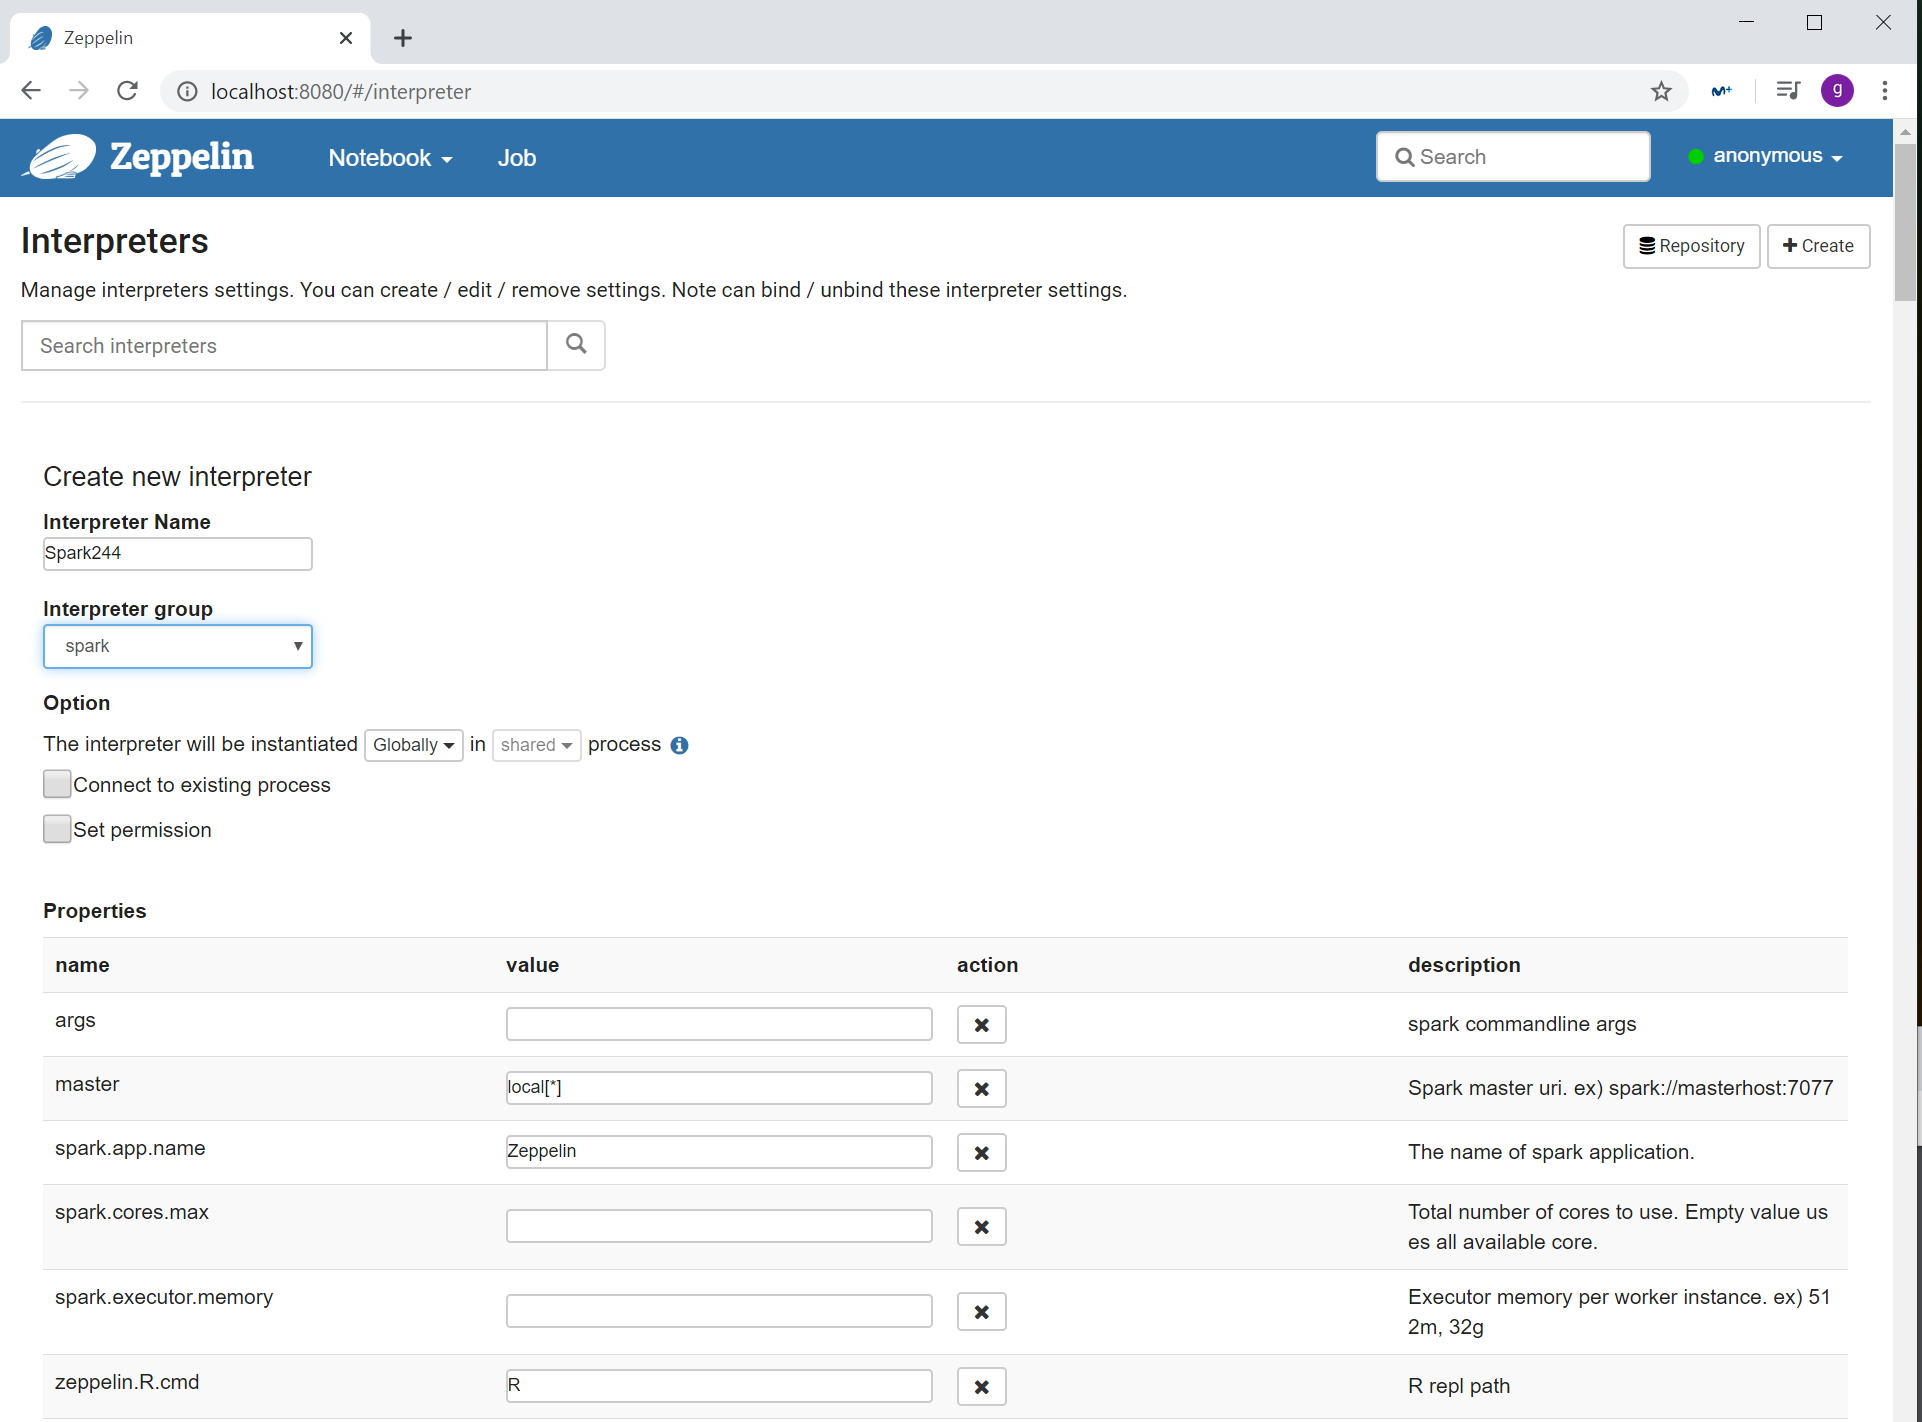 Zeppelin
localhost:8080/#/interpreter
M+
g
Zeppelin Notebook Job Search anonymous
Interpreters
Repository Create
Manage interpreters settings. You can create / edit / remove settings. Note can bind / unbind these interpreter settings.
Search interpreters
Create new interpreter
Interpreter Name
Spark244
Interpreter group
spark
Option
The interpreter will be instantiated Globally in shared process
Connect to existing process
Set permission
Properties
name value action description
args spark commandline args
master local[*] Spark master uri. ex) spark://masterhost:7077
spark.app.name Zeppelin The name of spark application.
spark.cores.max Total number of cores to use. Empty value us
es all available core.
spark.executor.memory Executor memory per worker instance. ex) 51
2m, 32g
zeppelin.R.cmd R R repl path